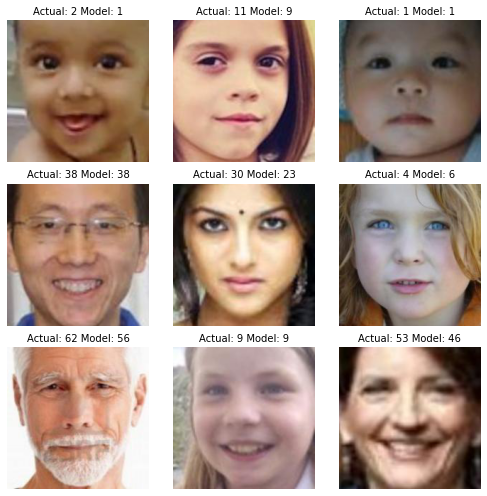 Actual: 2 Model: 1
Actual: 11 Model: 9
Actual: 1 Model: 1
Actual: 38 Model: 38
Actual: 30 Model: 23
Actual: 4 Model: 6
Actual: 62 Model: 56
Actual: 9 Model: 9
Actual: 53 Model: 46